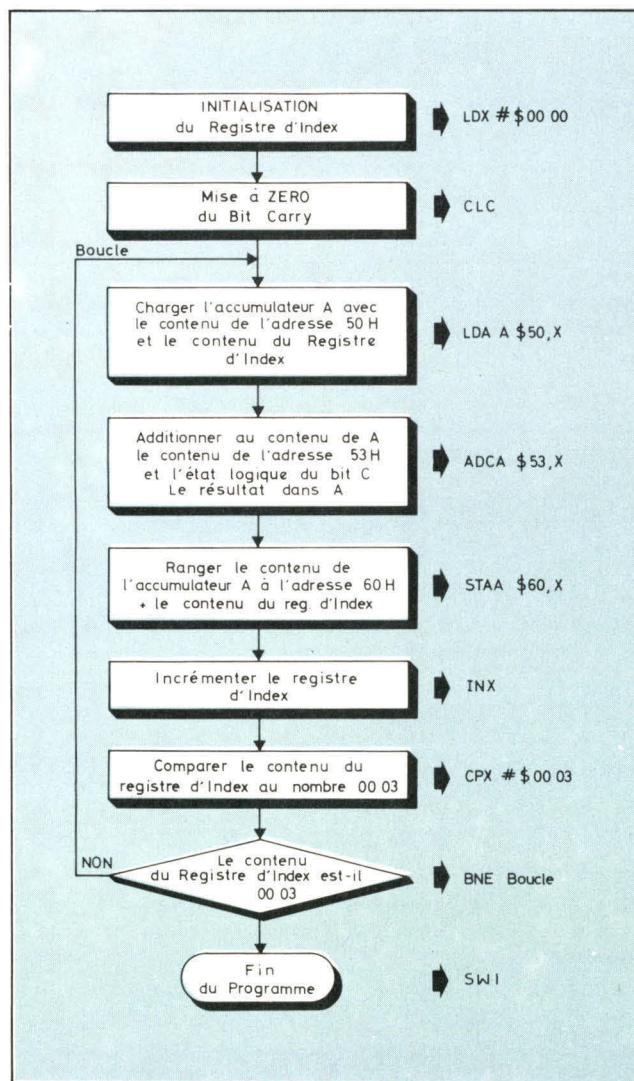 INITIALISATION
du Registre d'Index
LDX #$00 00
Mise à ZERO
du Bit Carry
CLC
Boucle
Charger l'accumulateur A avec
le contenu de l'adresse 50 H
et le contenu du Registre
d'Index
LDA A $50,X
Additionner au contenu de A
le contenu de l'adresse 53 H
et l'état logique du bit C
Le résultat dans A
ADCA $53,X
Ranger le contenu de
l'accumulateur A à l'adresse 60 H
+ le contenu du reg. d'Index
STAA $60,X
Incrémenter le registre
d'Index
INX
Comparer le contenu du
registre d'Index au nombre 00 03
CPX #$00 03
NON
Le contenu
du Registre d'Index est-il
00 03
BNE Boucle
Fin
du Programme
SWI